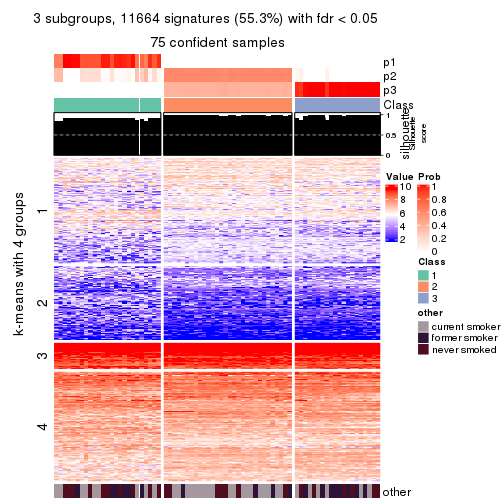 3 subgroups, 11664 signatures (55.3%) with fdr < 0.05
75 confident samples
p1
p2
p3
Class
1
0.5
0
silhouette
Silhouette
score
k-means with 4 groups
1
2
3
4
other
Value
10
8
6
4
2
Prob
1
0.8
0.6
0.4
0.2
0
Class
1
2
3
other
current smoker
former smoker
never smoked